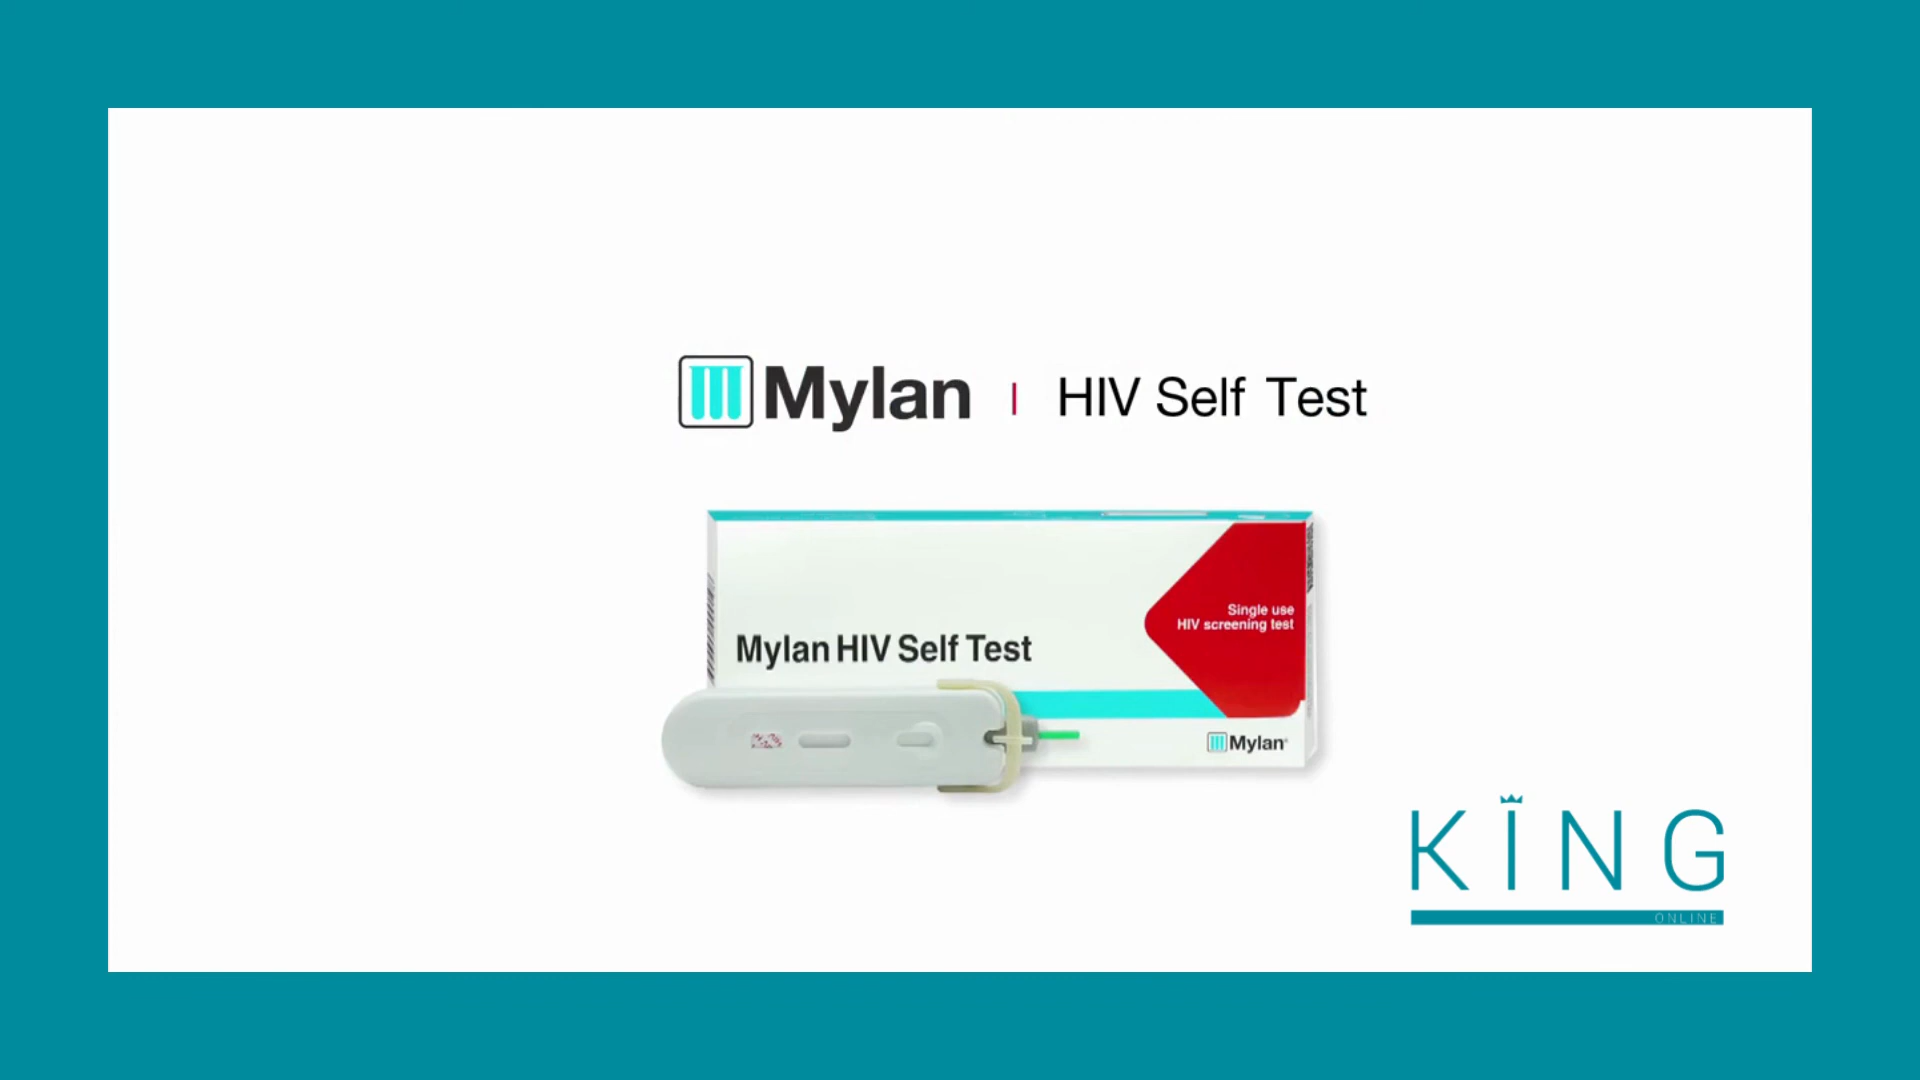 Mylan | HIV Self Test
Single use
HIV screening test
Mylan HIV Self Test
Mylan
KING
ONLINE